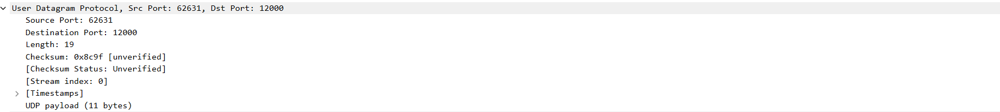 User Datagram Protocol, Src Port: 62631, Dst Port: 12000
Source Port: 62631
Destination Port: 12000
Length: 19
Checksum: 0x8c9f [unverified]
[Checksum Status: Unverified]
[Stream index: 0]
[Timestamps]
UDP payload (11 bytes)